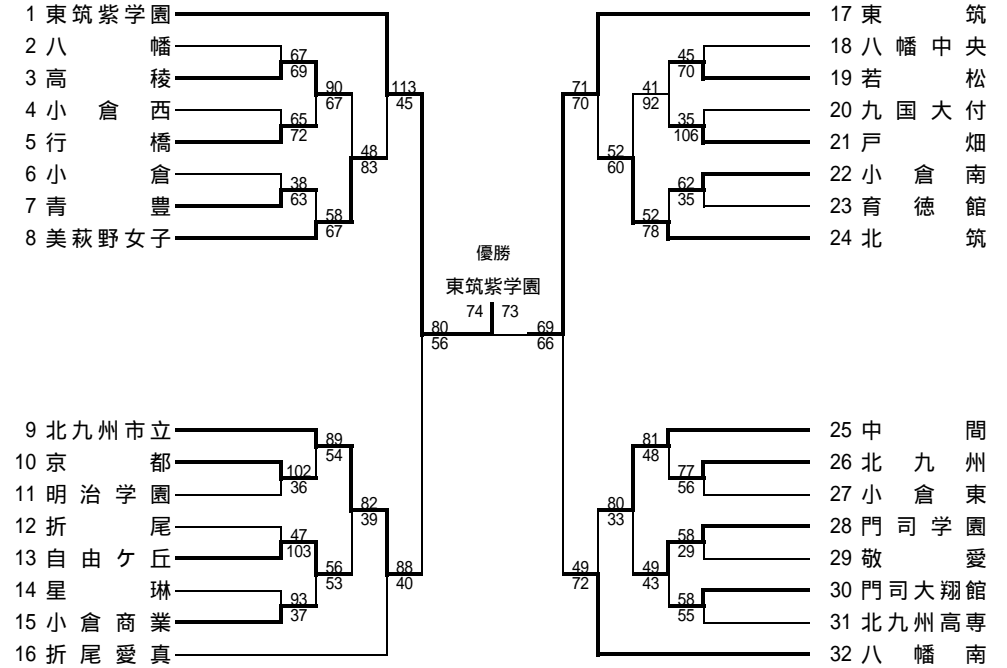 1 東筑紫学園
2 八幡
67
3 高稜
69
90
67
4 小倉西
65
5 行橋
72
113
45
6 小倉
38
7 青豊
63
48
83
8 美萩野女子
58
67
17 東筑
18 八幡中央
45
19 若松
70
41
92
20 九国大付
35
21 戸畑
106
71
70
22 小倉南
62
23 育徳館
35
52
60
24 北筑
52
78
優勝
東筑紫学園
74 73
80
56
69
66
9 北九州市立
89
54
10 京都
102
11 明治学園
36
12 折尾
47
13 自由ケ丘
103
82
39
14 星琳
93
15 小倉商業
37
56
53
16 折尾愛真
88
40
25 中間
81
48
26 北九州
77
27 小倉東
56
28 門司学園
58
29 敬愛
29
80
33
30 門司大翔館
58
31 北九州高専
55
49
43
32 八幡南
49
72